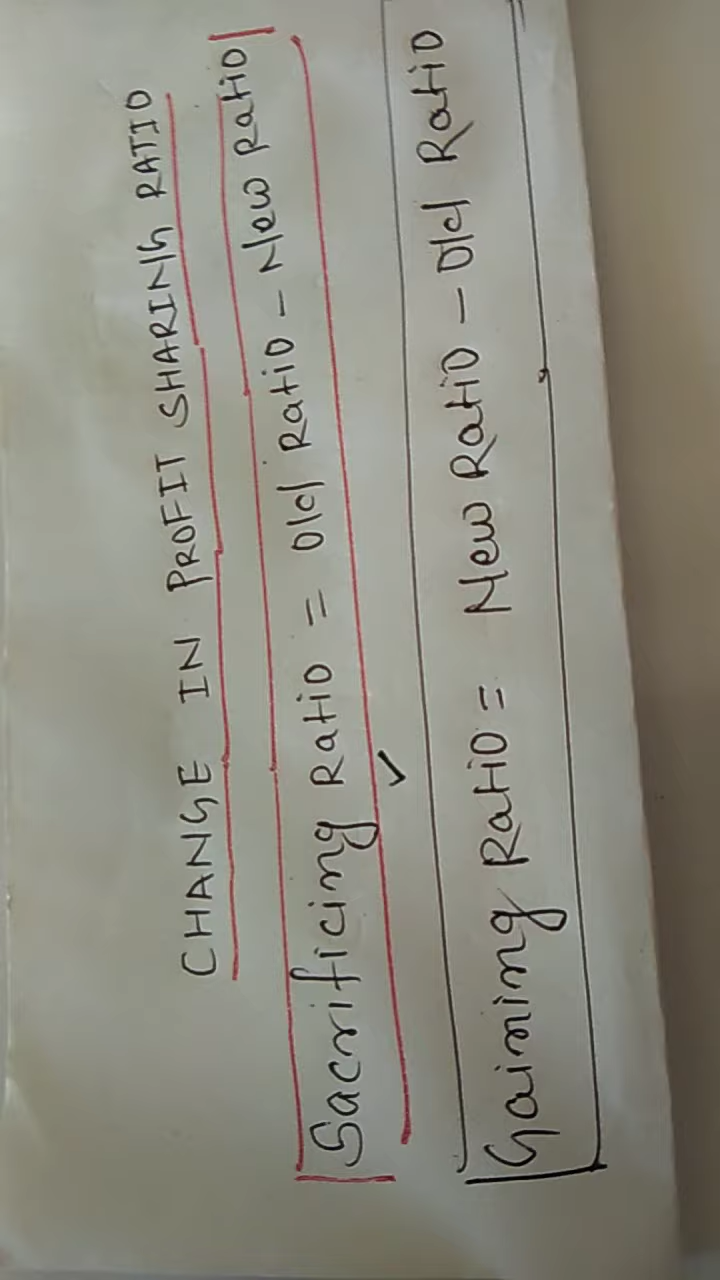 CHANGE IN PROFIT SHARING RATIO
Sacrificing Ratio = Old Ratio - New Ratio
Gaining Ratio = New Ratio - Old Ratio